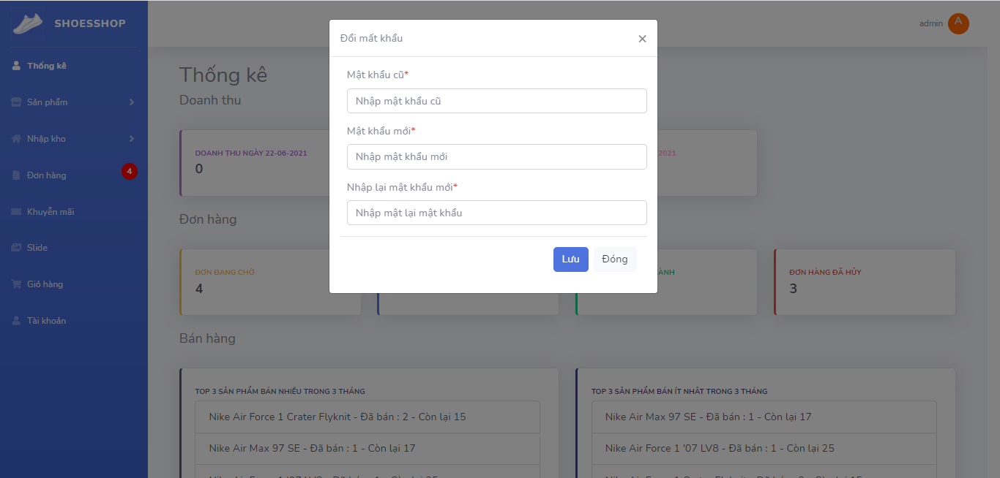 SHOESSHOP
Thống kê
Sản phẩm
Nhập kho
Đơn hàng
4
Khuyễn mãi
Slide
Giỏ hàng
Tài khoản
admin
A
Đổi mất khẩu
×
Mật khẩu cũ*
Nhập mật khẩu cũ
Mật khẩu mới*
Nhập mật khẩu mới
Nhập lại mật khẩu mới*
Nhập mật lại mật khẩu
Lưu
Đóng
Thống kê
Doanh thu
DOANH THU NGÀY 22-06-2021
0
/2021
Đơn hàng
ĐƠN ĐANG CHỜ
4
ÀNH
ĐƠN HÀNG ĐÃ HỦY
3
Bán hàng
TOP 3 SẢN PHẨM BÁN NHIỀU TRONG 3 THÁNG
Nike Air Force 1 Crater Flyknit - Đã bán : 2 - Còn lại 15
Nike Air Max 97 SE - Đã bán : 1 - Còn lại 17
TOP 3 SẢN PHẨM BÁN ÍT NHẤT TRONG 3 THÁNG
Nike Air Max 97 SE - Đã bán : 1 - Còn lại 17
Nike Air Force 1 '07 LV8 - Đã bán : 1 - Còn lại 25